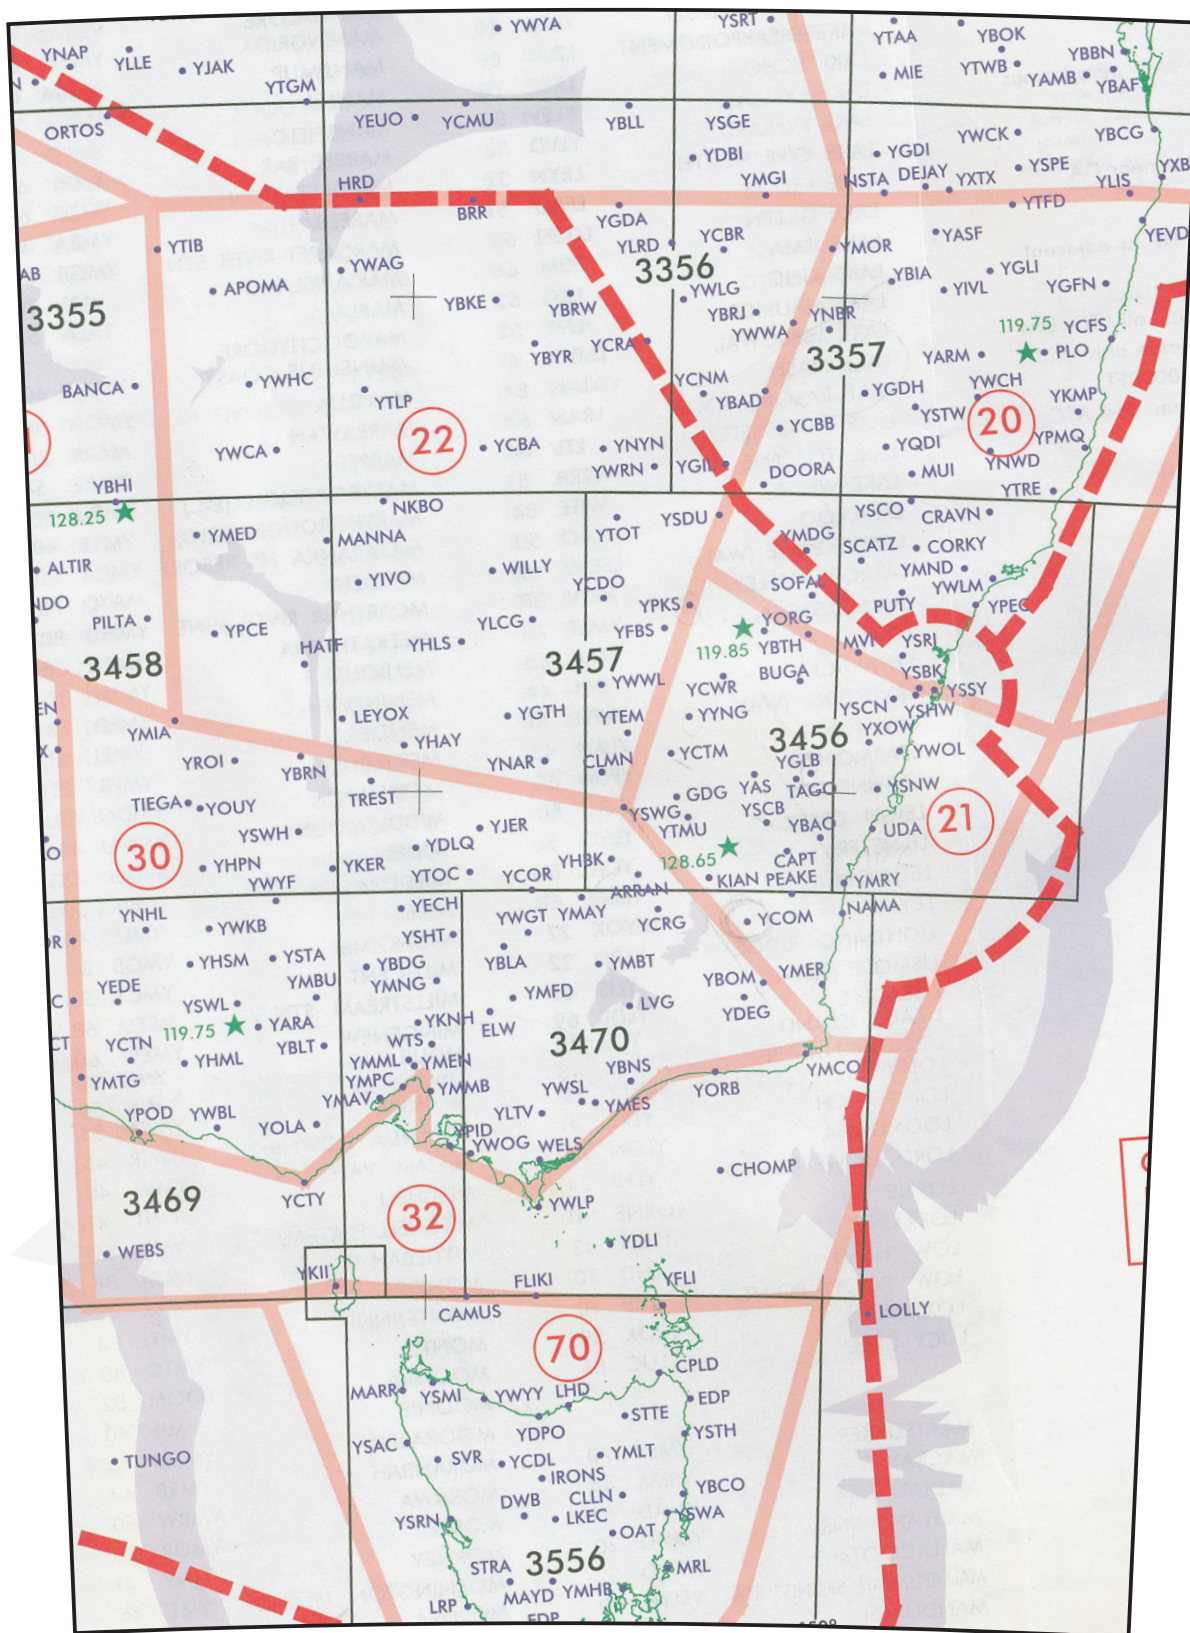 YWYA
YSRT
YTAA
YBOK
YNAP
YLLE
YJAK
YTGM
MIE
YTWB
YAMB
YBBN
YBAF
N
ORTOS
YEUO
YCMU
YBLL
YSGE
YDBI
YGDI
YWCK
YBCG
YSPE
YXB
HRD
BRR
YGDA
YMGI
NSTA
DEJAY
YXTX
YLIS
YTFD
YTIB
YLRD
YCBR
YMOR
YASF
YEVD
AB
YWAG
3356
APOMA
YBKE
YBRW
YWLG
YBIA
YGLI
YIVL
YGFN
3355
YBRJ
YNBR
YWWA
119.75
YCFS
YBYR
YCRA
3357
YARM
PLO
BANCA
YWHC
YTLP
YCNM
YBAD
YGDH
YWCH
YKMP
YSTW
22
20
YWCA
YCBA
YNYN
YCBB
YQDI
YPMQ
YWRN
YGIL
DOORA
MUI
YNWD
YTRE
YBHI
128.25
NKBO
YSDU
YSCO
CRAVN
YMED
MANNA
YTOT
YMDG
SCATZ
CORKY
ALTIR
YIVO
WILLY
YCDO
SOFAL
YMND
YWLM
NDO
YPKS
PUTY
YPEC
PILTA
YPCE
YLCG
YFBS
YORG
HATF
YHLS
119.85
YBTH
MVI
YSRI
3458
3457
BUGA
YSBK
YWWL
YCWR
YSSY
EN
LEYOX
YGTH
YTEM
YYNG
YSCN
YSHW
YMIA
YHAY
3456
YXOW
X
YROI
YBRN
YNAR
CLMN
YCTM
YGLB
YWOL
TIEGA
YOUY
TREST
GDG
YAS
TAGO
YSNW
YSWG
YSCB
YSWH
YJER
YTMU
YBAO
UDA
21
30
YDLQ
YHPN
YKER
YTOC
YHBK
128.65
CAPT
YWYF
YCOR
ARRAN
KIAN
PEAKE
YMRY
YNHL
YECH
YWGT
YMAY
YCRG
YCOM
NAMA
YWKB
YSHT
YHSM
YSTA
YBDG
YBLA
YMBT
YBOM
YMER
YEDE
YMBU
YMNG
YMFD
YSWL
LVG
YDEG
119.75
YARA
YKNH
ELW
CT
YCTN
YBLT
WTS
3470
YHML
YMML
YMEN
YMTG
YMPC
YMMB
YWSL
YBNS
YORB
YMCO
YMAV
YLTV
YMES
YPOD
YWBL
YOLA
YPID
YWOG
WELS
CHOMP
3469
YCTY
32
YWLP
WEBS
YDLI
YKII
FLIKI
YFLI
CAMUS
LOLLY
70
MARR
YSMI
YWYY
LHD
CPLD
EDP
YDPO
STTE
YSTH
YSAC
SVR
YCDL
YMLT
TUNGO
IRONS
YBCO
DWB
CLLN
YSRN
LKEC
YSWA
OAT
3556
STRA
MRL
MAYD
YMHB
LRP